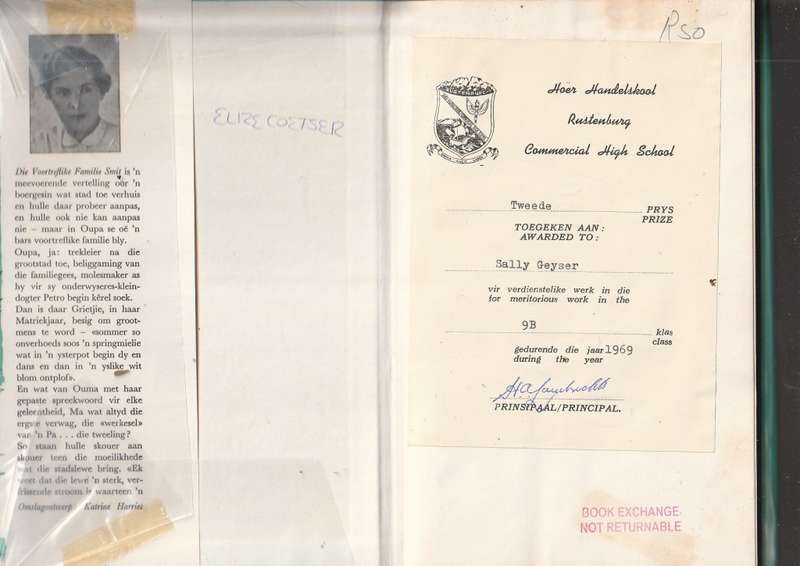 Die Voortreflike Familie Smit is 'n
meevoerende vertelling oor 'n
boergesin wat stad toe verhuis
en hulle daar probeer aanpas,
en hulle ook nie kan aanpas
nie – maar in Oupa se oë 'n
bars voortreflike familie bly.
Oupa, ja: trekleier na die
grootstad toe, beliggaming van
die familiegees, molesmaker as
hy vir sy onderwyseres-klein-
dogter Petro begin kêrel soek.
Dan is daar Grietjie, in haar
Matriekjaar, besig om groot-
mens te word – «sommer so
onverhoeds soos 'n springmielie
wat in 'n ysterpot begin dy en
dans en dan in 'n yslike wit
blom ontplof».
En wat van Ouma met haar
gepaste spreekwoord vir elke
geleentheid, Ma wat altyd die
ergste verwag, die «werkesel»
van 'n Pa . . . die tweeling?
So staan hulle skouer aan
skouer teen die moeilikhede
wat die stadslewe bring. «Ek
weet dat die lewe 'n sterk, ver-
frissende stroom is waarteen 'n
Omslagontwerp Katrine Harries
ELIZE COETSER
R50
Hoër Handelskool
Rustenburg
Commercial High School
Tweede PRYS
PRIZE
TOEGEKEN AAN :
AWARDED TO :
Sally Geyser
vir verdienstelike werk in die
for meritorious work in the
9B klas
class
gedurende die jaar 1969
during the year
PRINSIPAAL/PRINCIPAL.
BOOK EXCHANGE
NOT RETURNABLE